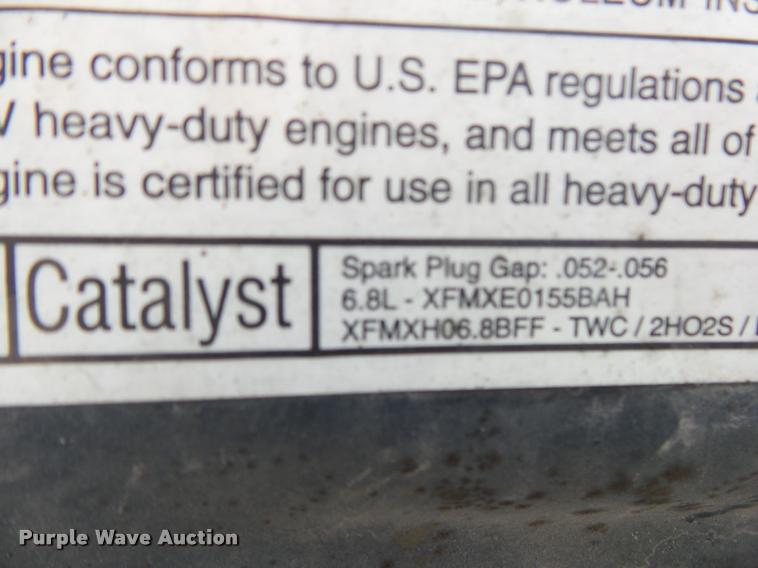 gine conforms to U.S. EPA regulations
heavy-duty engines, and meets all of
gine is certified for use in all heavy-duty
Catalyst
Spark Plug Gap: .052-.056
6.8L - XFMXE0155BAH
XFMXH06.8BFF - TWC / 2HO2S /
Purple Wave Auction